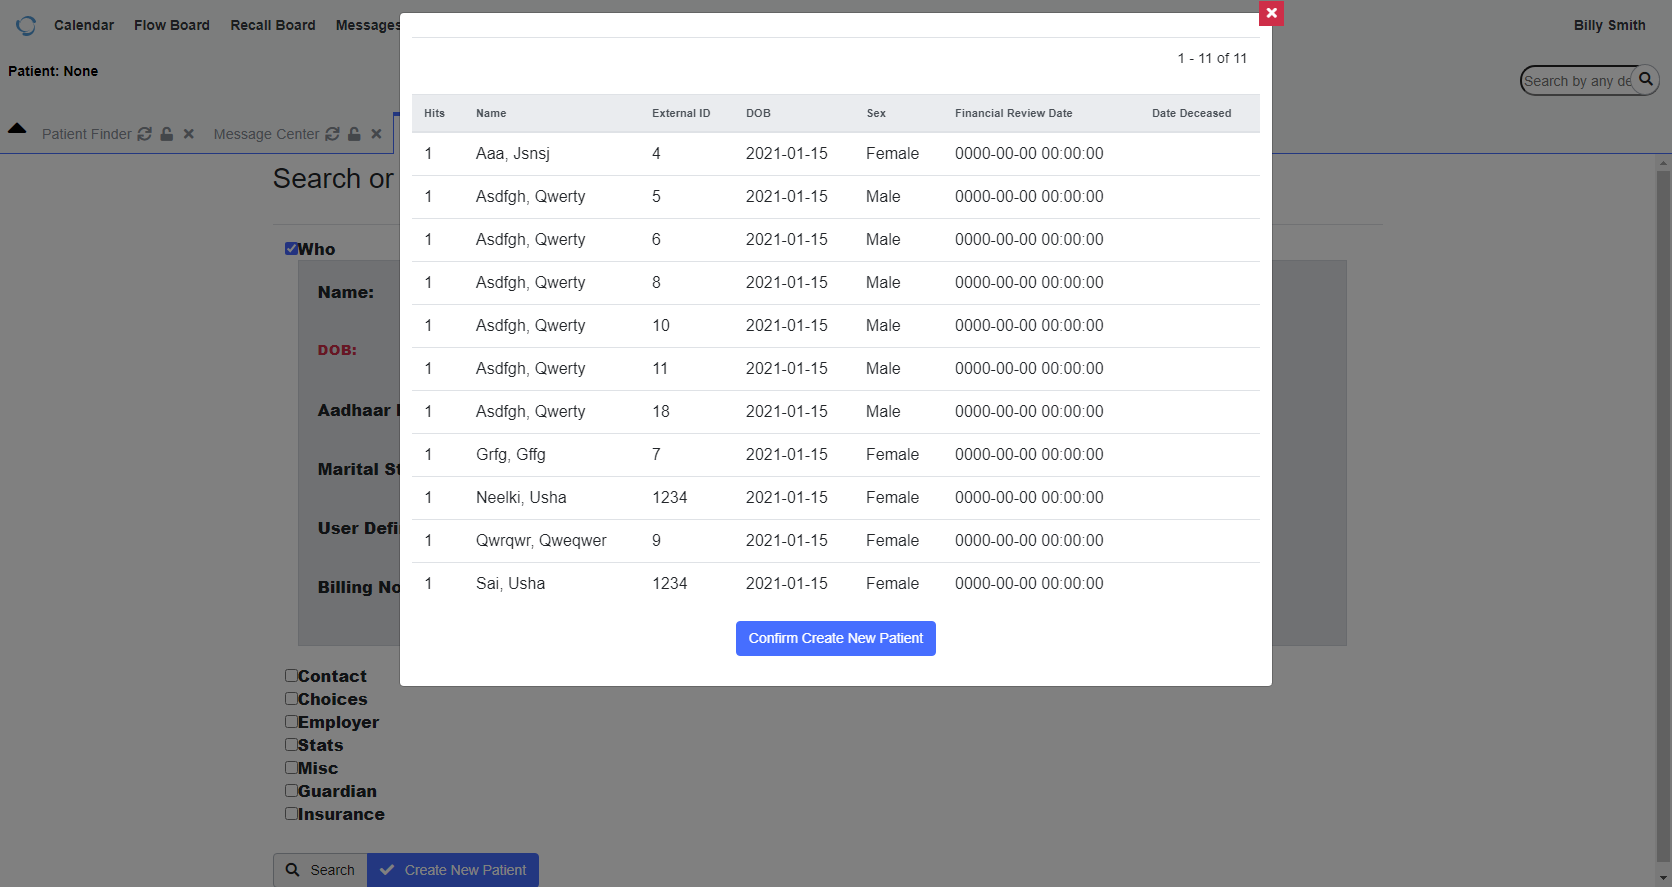 Calendar Flow Board Recall Board Messages
Billy Smith
Patient: None
Search by any de
Patient Finder
Message Center
1 - 11 of 11
Hits Name External ID DOB Sex Financial Review Date Date Deceased
1 Aaa, Jsnsj 4 2021-01-15 Female 0000-00-00 00:00:00
1 Asdfgh, Qwerty 5 2021-01-15 Male 0000-00-00 00:00:00
1 Asdfgh, Qwerty 6 2021-01-15 Male 0000-00-00 00:00:00
1 Asdfgh, Qwerty 8 2021-01-15 Male 0000-00-00 00:00:00
1 Asdfgh, Qwerty 10 2021-01-15 Male 0000-00-00 00:00:00
1 Asdfgh, Qwerty 11 2021-01-15 Male 0000-00-00 00:00:00
1 Asdfgh, Qwerty 18 2021-01-15 Male 0000-00-00 00:00:00
1 Grfg, Gffg 7 2021-01-15 Female 0000-00-00 00:00:00
1 Neelki, Usha 1234 2021-01-15 Female 0000-00-00 00:00:00
1 Qwrqwr, Qweqwer 9 2021-01-15 Female 0000-00-00 00:00:00
1 Sai, Usha 1234 2021-01-15 Female 0000-00-00 00:00:00
Confirm Create New Patient
Search or
Who
Name:
DOB:
Aadhaar
Marital St
User Defi
Billing No
Contact
Choices
Employer
Stats
Misc
Guardian
Insurance
Search
Create New Patient